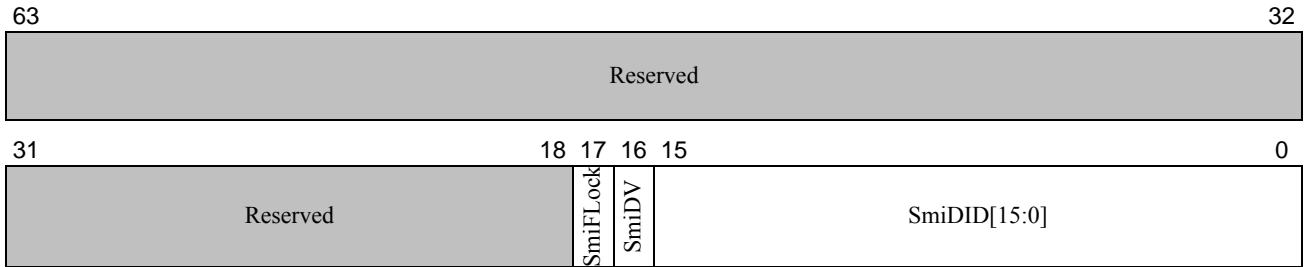 63 32
Reserved
31 18 17 16 15 0
Reserved SmiFLock SmiDV SmiDID[15:0]